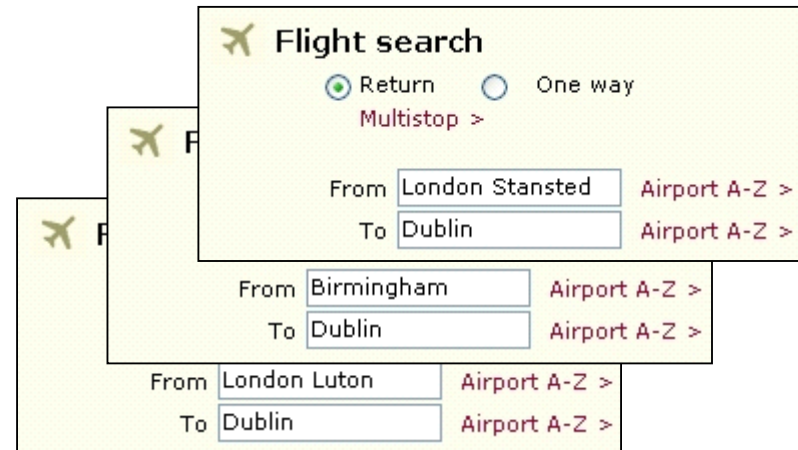 Flight search
Return One way
Multistop >
From London Stansted Airport A-Z >
To Dublin Airport A-Z >
F
From Birmingham Airport A-Z >
To Dublin Airport A-Z >
F
From London Luton Airport A-Z >
To Dublin Airport A-Z >